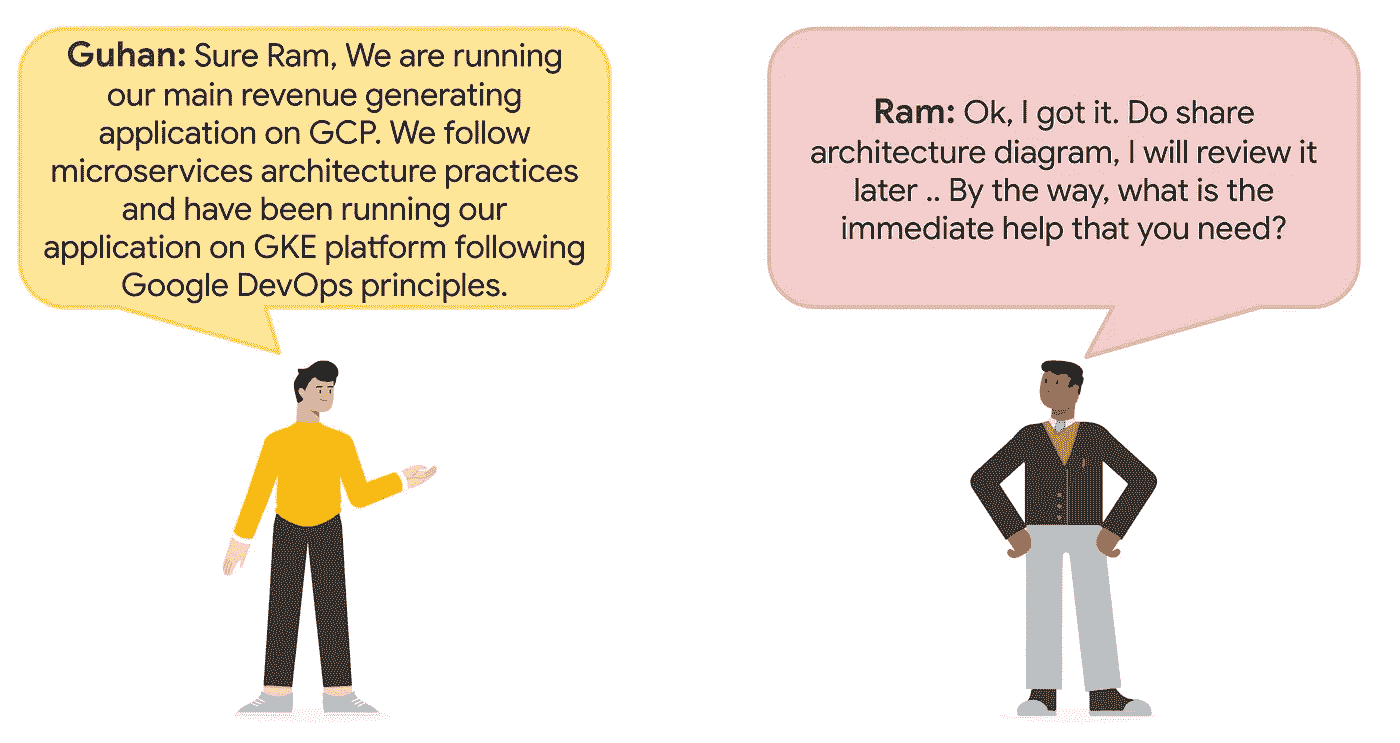 Guhan: Sure Ram, We are running
our main revenue generating
application on GCP. We follow
microservices architecture practices
and have been running our
application on GKE platform following
Google DevOps principles.
Ram: Ok, I got it. Do share
architecture diagram, I will review it
later .. By the way, what is the
immediate help that you need?